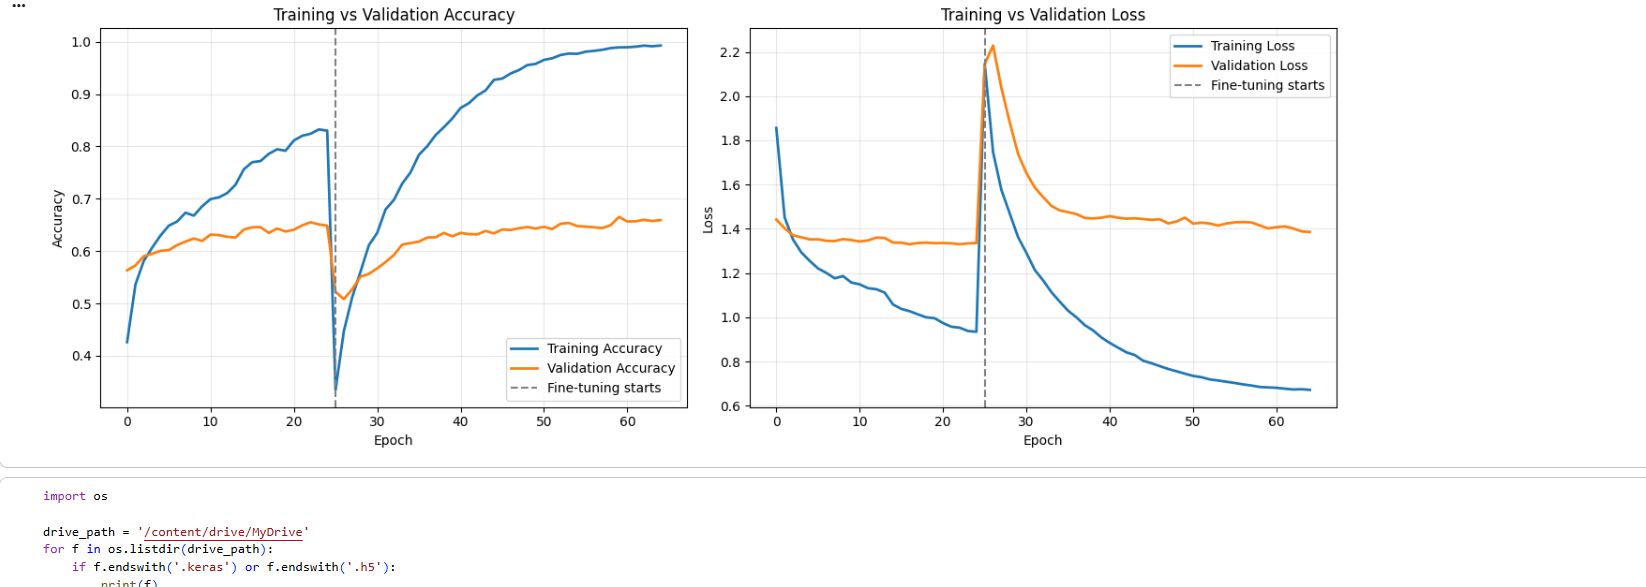 ...
Training vs Validation Accuracy
1.0
0.9
0.8
0.7
0.6
0.5
0.4
Accuracy
0 10 20 30 40 50 60
Epoch
Training Accuracy
Validation Accuracy
Fine-tuning starts
Training vs Validation Loss
2.2
2.0
1.8
1.6
1.4
1.2
1.0
0.8
0.6
Loss
0 10 20 30 40 50 60
Epoch
Training Loss
Validation Loss
Fine-tuning starts
import os
drive_path = '/content/drive/MyDrive'
for f in os.listdir(drive_path):
    if f.endswith('.keras') or f.endswith('.h5'):
        print(f)